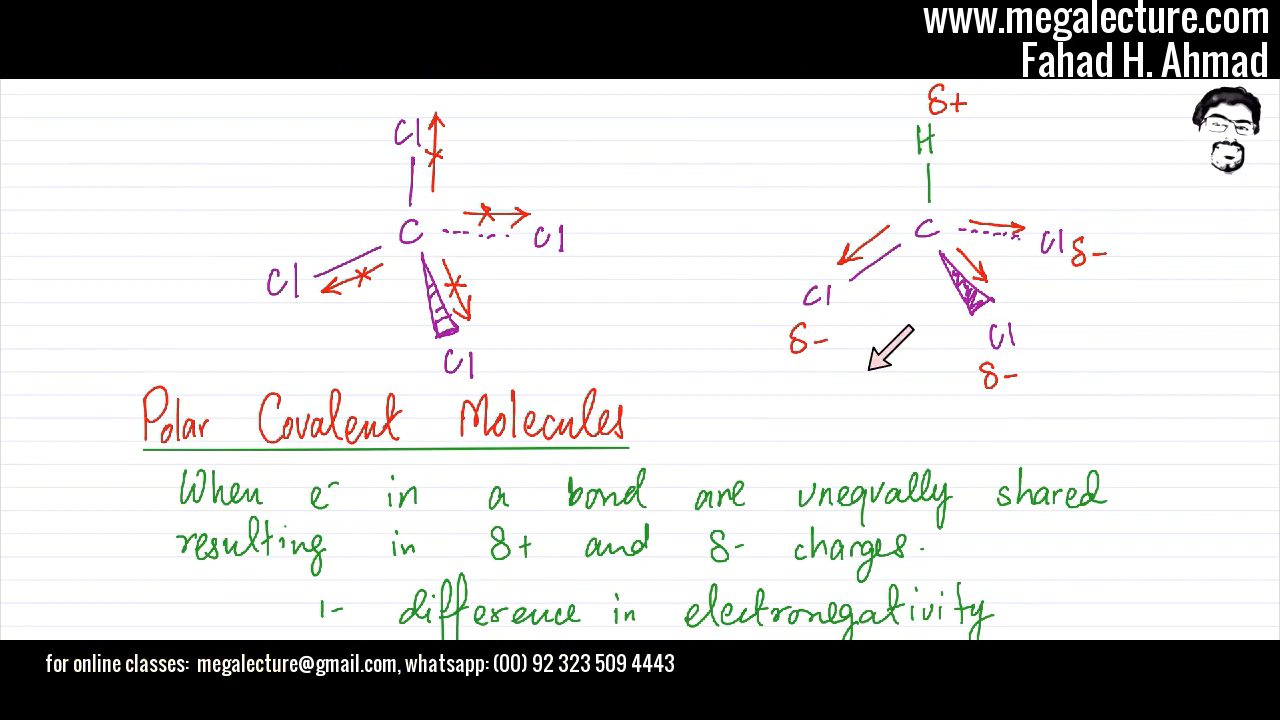 www.megalecture.com
Fahad H. Ahmad
Cl
C
Cl
Cl
Cl
δ+
H
C
Cl δ-
Cl
δ-
Cl
δ-
Polar Covalent Molecules
When e- in a bond are unequally shared
resulting in δ+ and δ- charges.
1- difference in electronegativity
for online classes: megalecture@gmail.com, whatsapp: (00) 92 323 509 4443